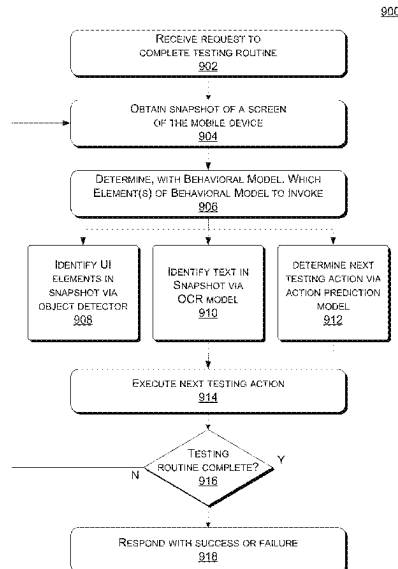 900
RECEIVE REQUEST TO
COMPLETE TESTING ROUTINE
902
OBTAIN SNAPSHOT OF A SCREEN
OF THE MOBILE DEVICE
904
DETERMINE, WITH BEHAVIORAL MODEL, WHICH
ELEMENT(S) OF BEHAVIORAL MODEL TO INVOKE
906
IDENTIFY UI
ELEMENTS IN
SNAPSHOT VIA
OBJECT DETECTOR
908
IDENTIFY TEXT IN
SNAPSHOT VIA
OCR MODEL
910
DETERMINE NEXT
TESTING ACTION VIA
ACTION PREDICTION
MODEL
912
EXECUTE NEXT TESTING ACTION
914
TESTING
ROUTINE COMPLETE?
916
N
Y
RESPOND WITH SUCCESS OR FAILURE
918